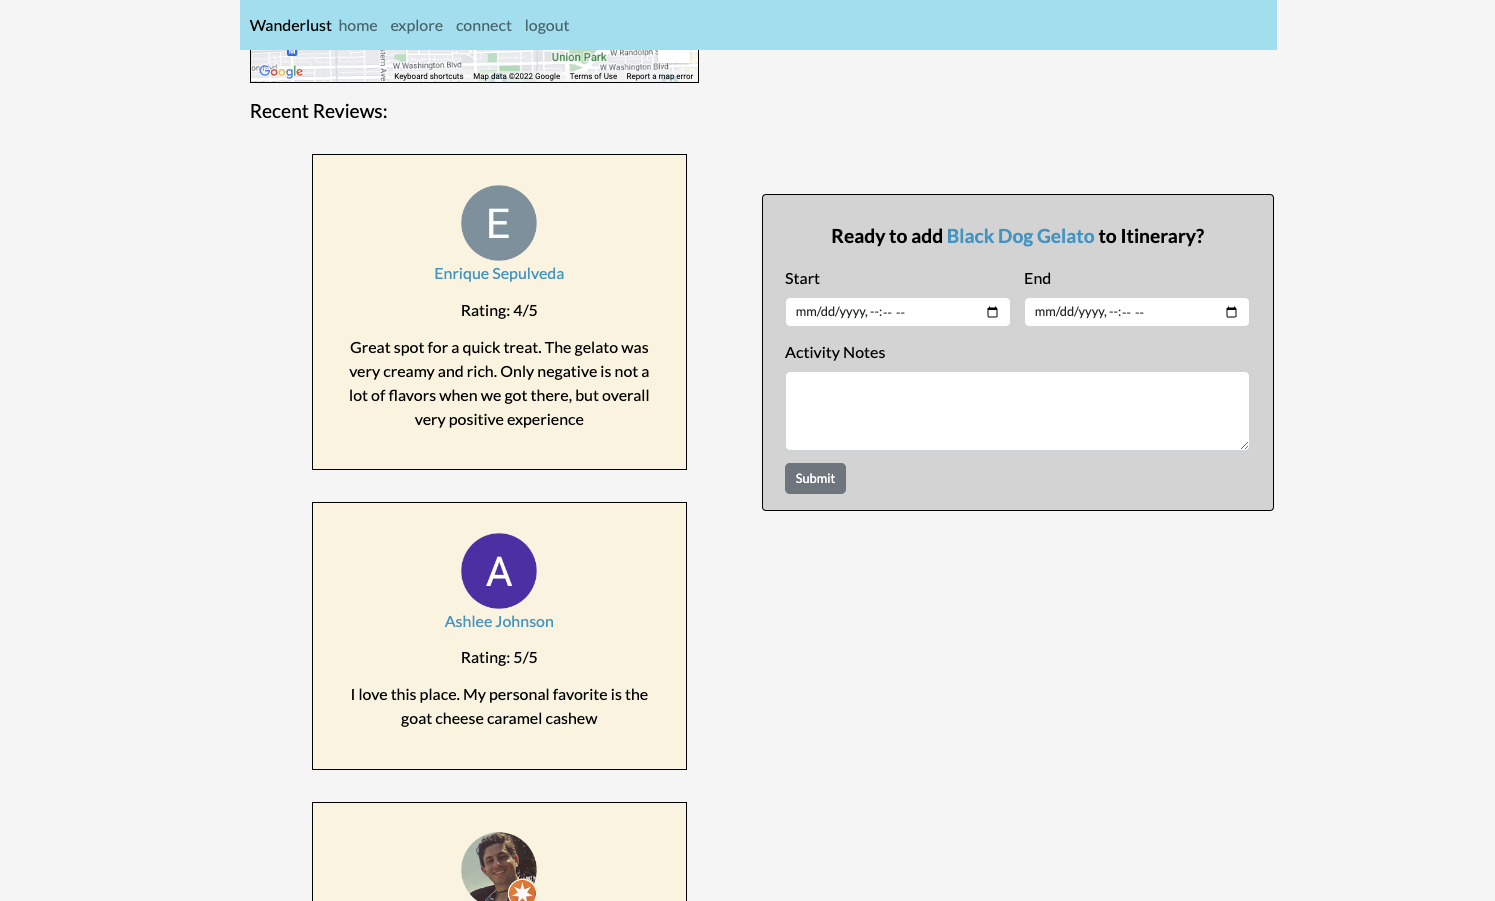 Wanderlust home explore connect logout
W Randolph S
Union Park
W Washington Blvd
W Washington Blvd
tern Ave
Google
Keyboard shortcuts Map data ©2022 Google Terms of Use Report a map error
Recent Reviews:
E
Enrique Sepulveda
Rating: 4/5
Great spot for a quick treat. The gelato was
very creamy and rich. Only negative is not a
lot of flavors when we got there, but overall
very positive experience
A
Ashlee Johnson
Rating: 5/5
I love this place. My personal favorite is the
goat cheese caramel cashew
Ready to add Black Dog Gelato to Itinerary?
Start
End
mm/dd/yyyy, --:-- --
mm/dd/yyyy, --:-- --
Activity Notes
Submit